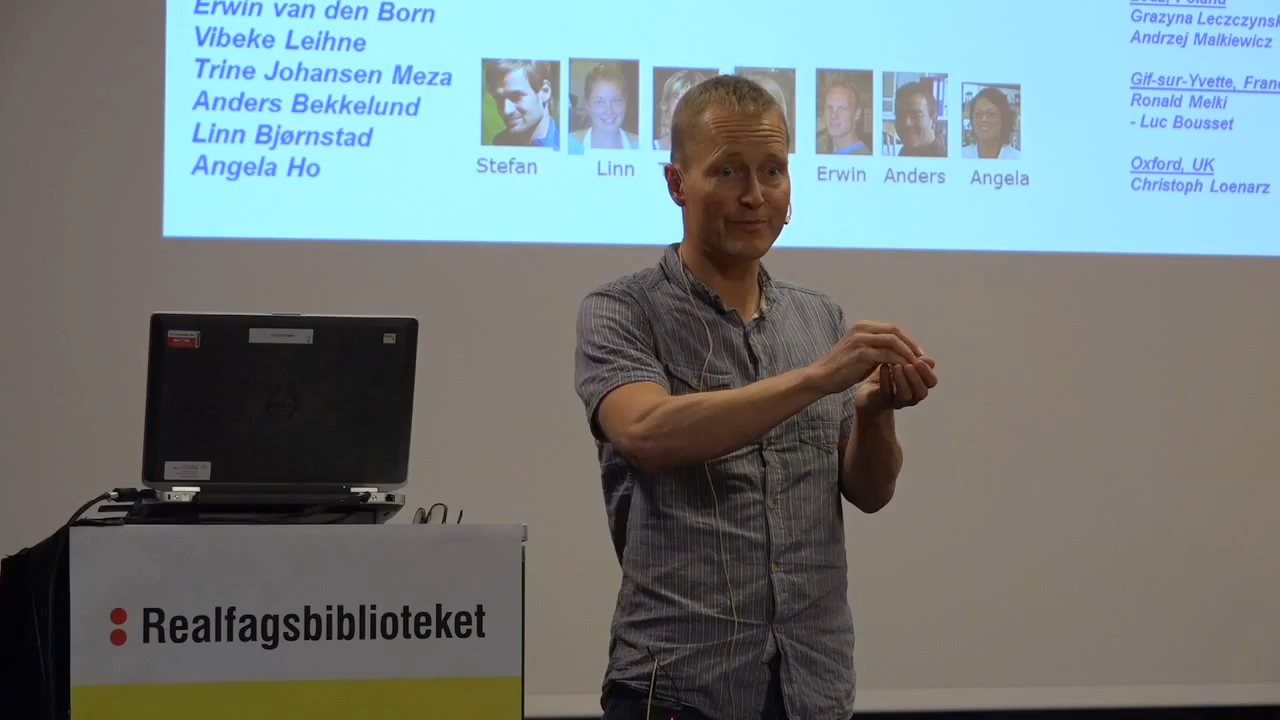 Erwin van den Born
Vibeke Leihne
Trine Johansen Meza
Anders Bekkelund
Linn Bjørnstad
Angela Ho
Stefan
Linn
Erwin
Anders
Angela
Grazyna Leczczynsk
Andrzej Malkiewicz
Gif-sur-Yvette, Franc
Ronald Melki
- Luc Bousset
Oxford, UK
Christoph Loenarz
Realfagsbiblioteket